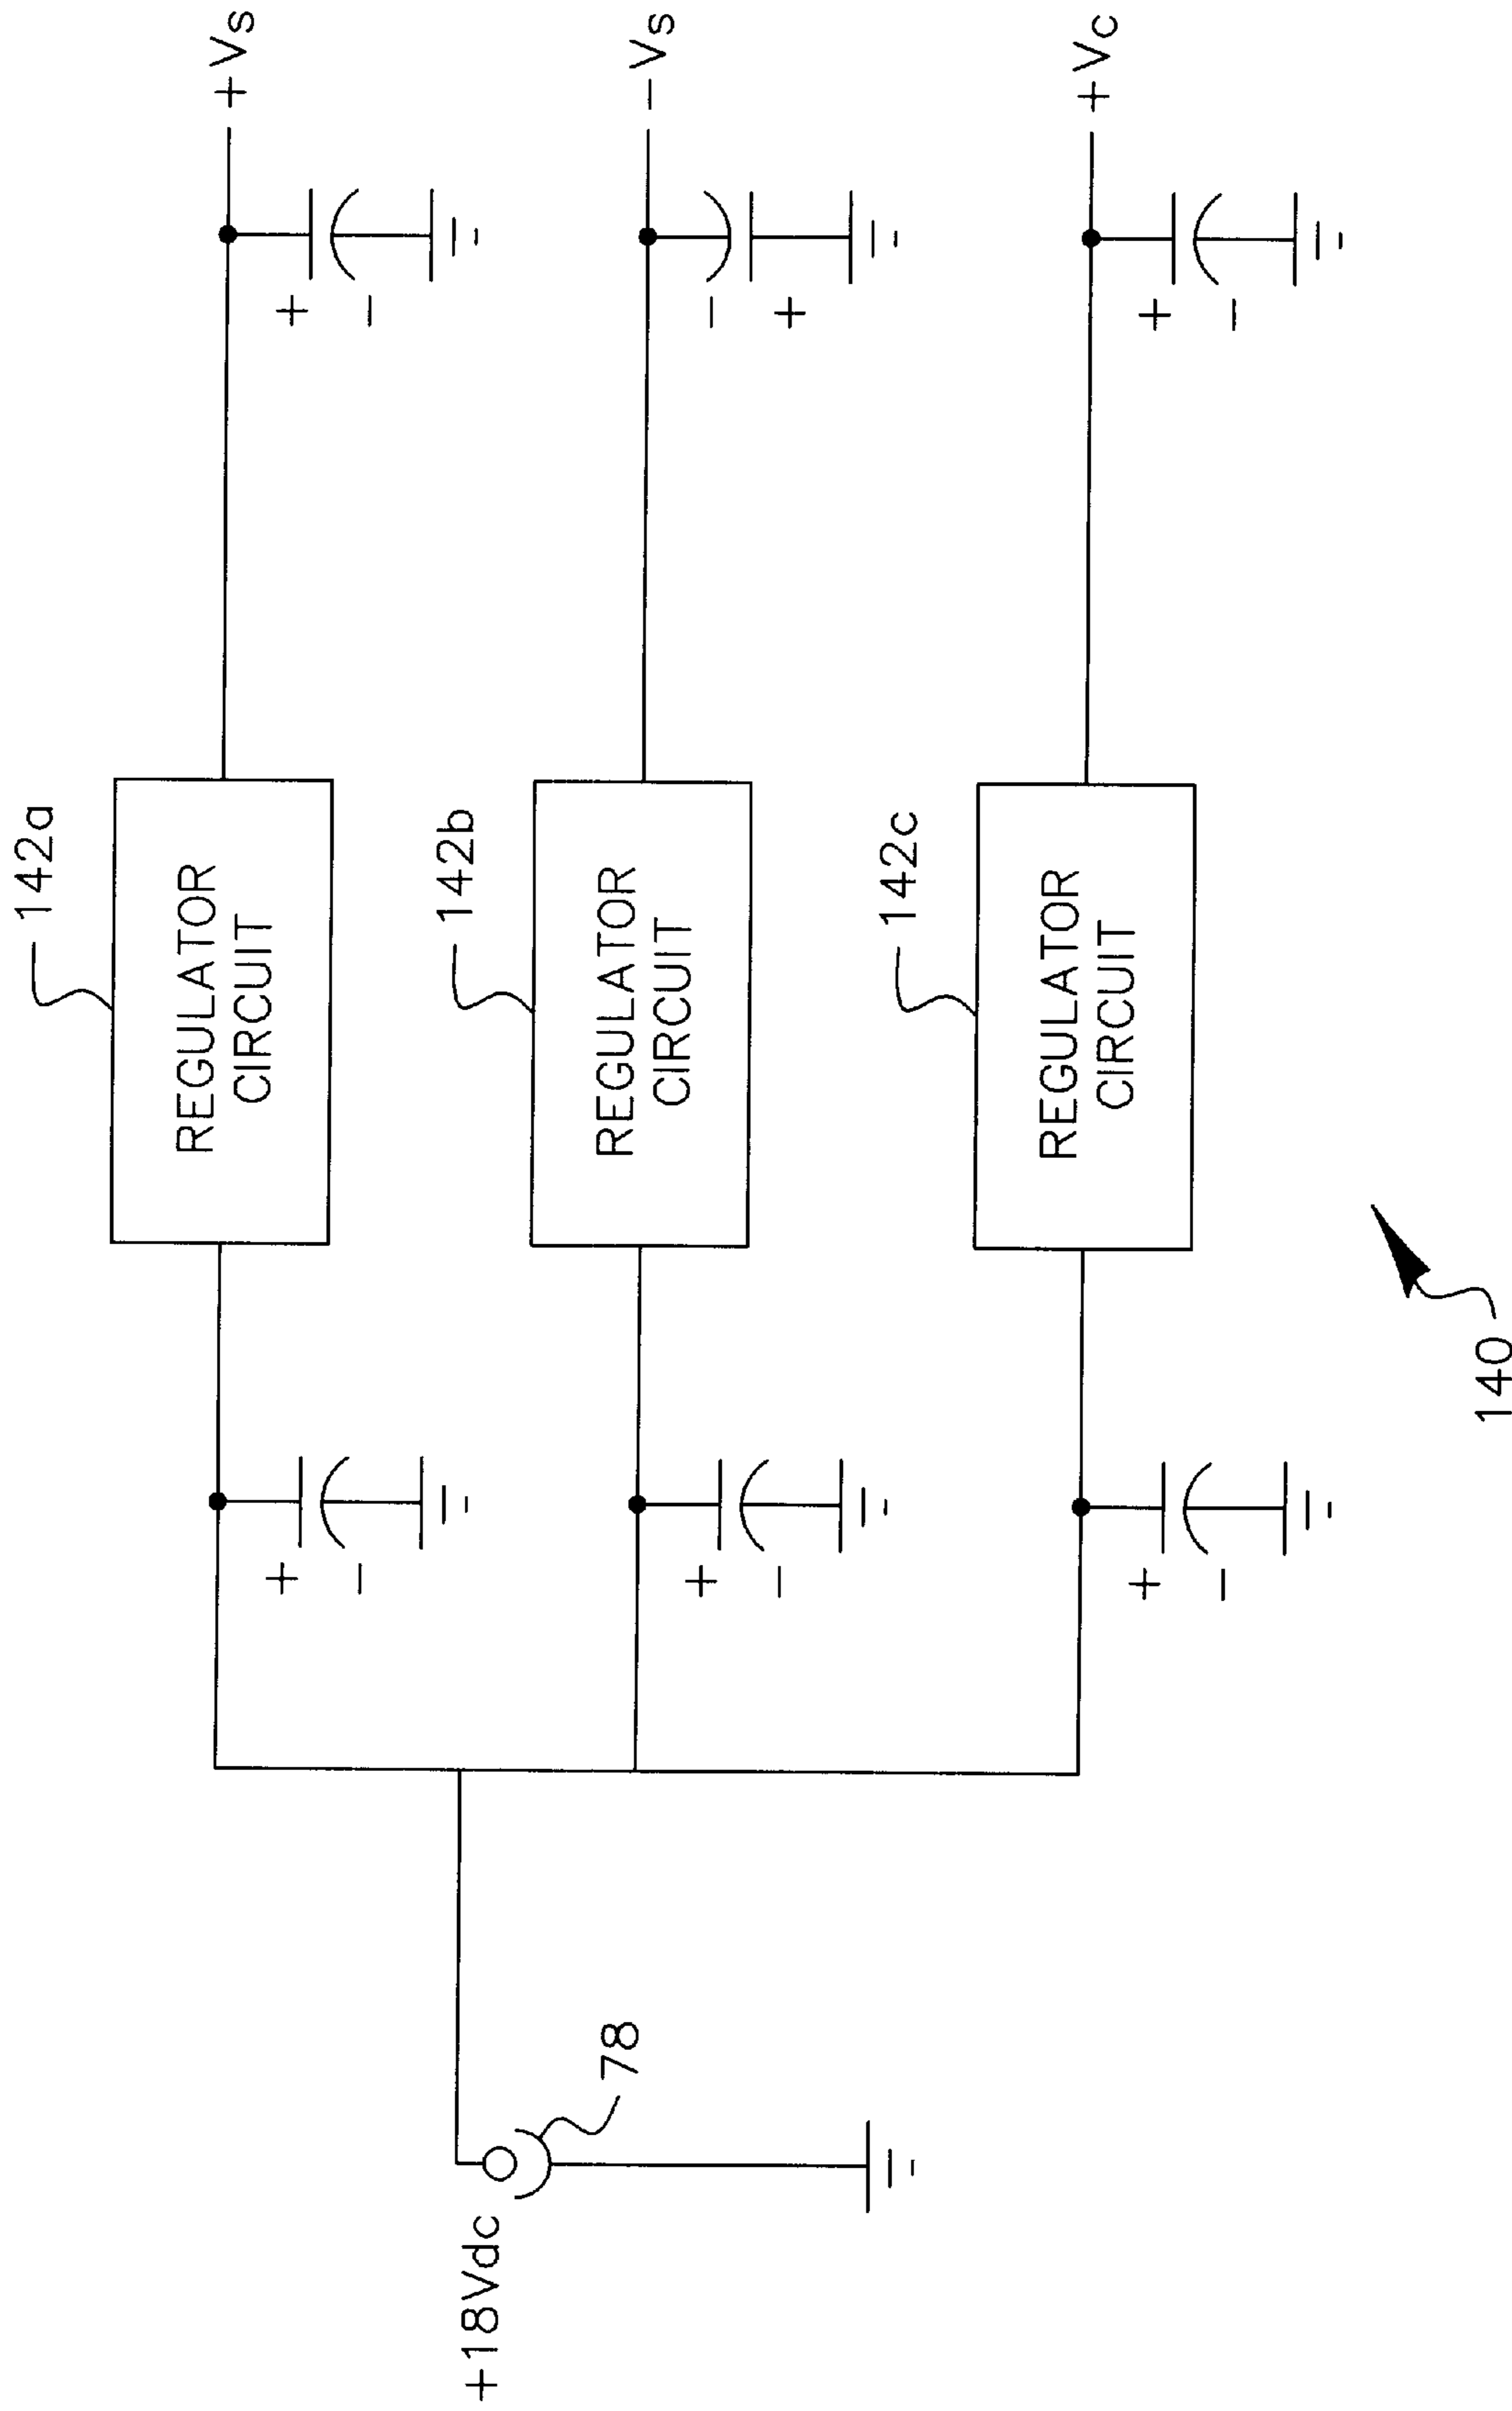 142a
REGULATOR
CIRCUIT
+
-
+
-
+Vs
142b
REGULATOR
CIRCUIT
+
-
-
+
-Vs
+18Vdc
78
142c
REGULATOR
CIRCUIT
+
-
+
-
+Vc
140